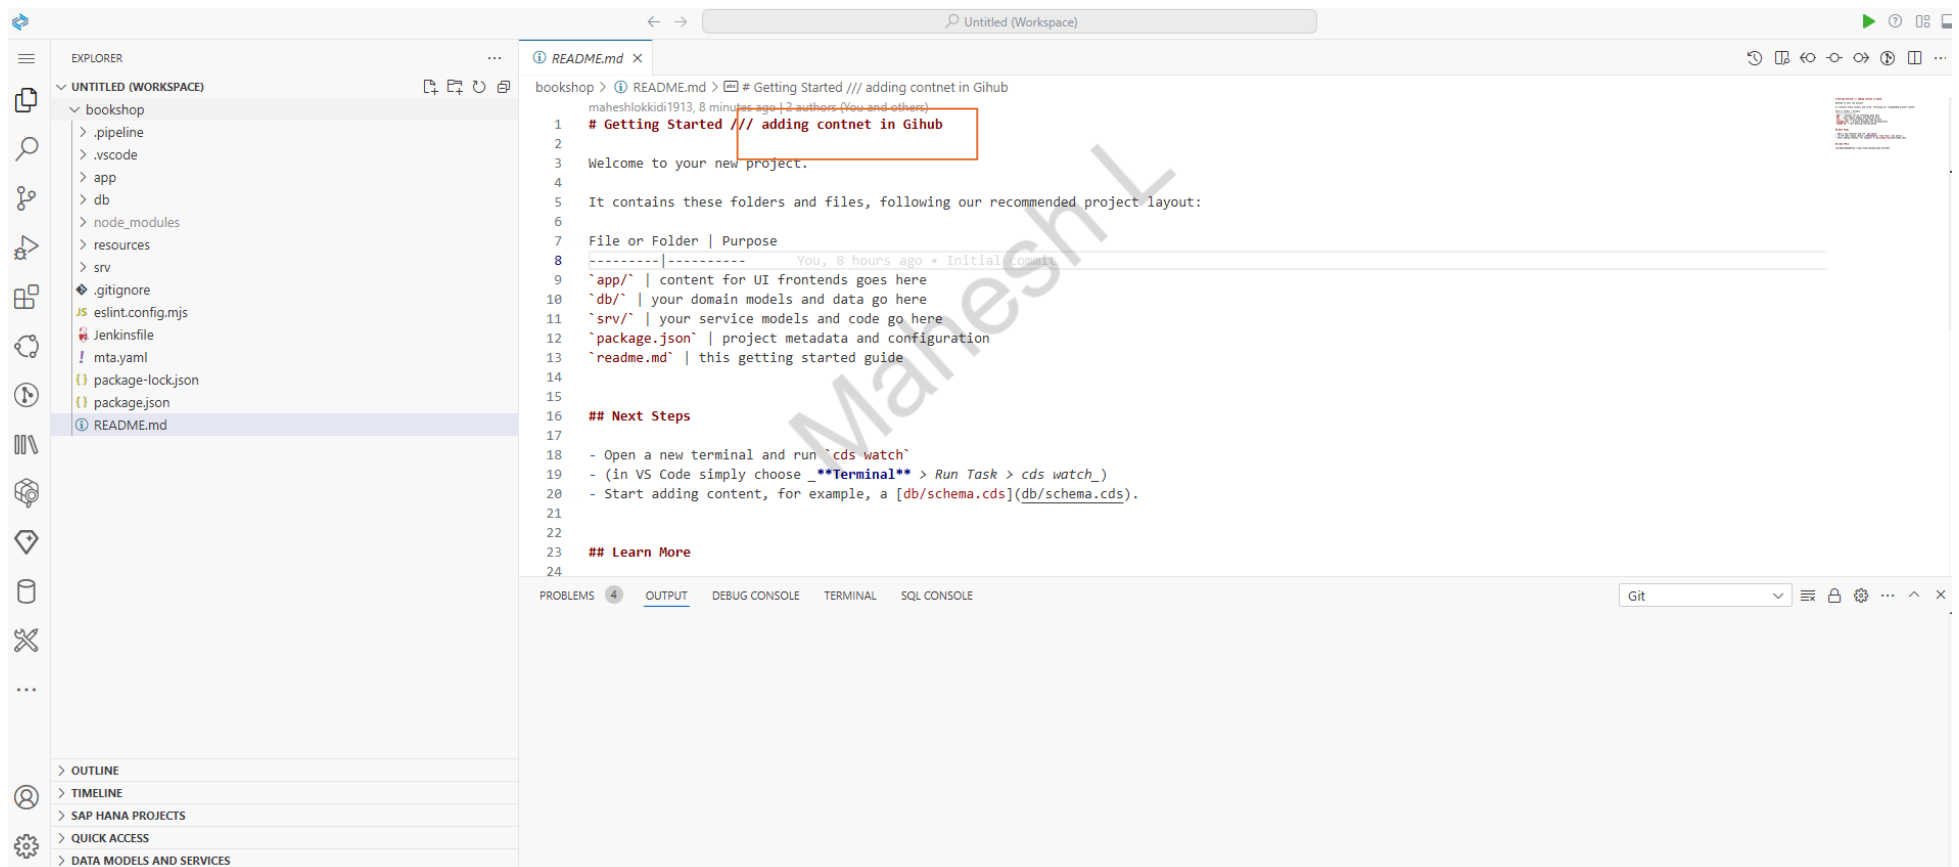 Untitled (Workspace)
EXPLORER
UNTITLED (WORKSPACE)
bookshop
.pipeline
.vscode
app
db
node_modules
resources
srv
.gitignore
JS eslint.config.mjs
Jenkinsfile
! mta.yaml
{} package-lock.json
{} package.json
README.md
OUTLINE
TIMELINE
SAP HANA PROJECTS
QUICK ACCESS
DATA MODELS AND SERVICES
README.md
bookshop > README.md > # Getting Started /// adding contnet in Gihub
maheshlokkidi1913, 8 minutes ago | 2 authors (You and others)
1 # Getting Started /// adding contnet in Gihub
2
3 Welcome to your new project.
4
5 It contains these folders and files, following our recommended project layout:
6
7 File or Folder | Purpose
8 ---------|---------- You, 8 hours ago • Initial commit
9 `app/` | content for UI frontends goes here
10 `db/` | your domain models and data go here
11 `srv/` | your service models and code go here
12 `package.json` | project metadata and configuration
13 `readme.md` | this getting started guide
14
15
16 ## Next Steps
17
18 - Open a new terminal and run `cds watch`
19 - (in VS Code simply choose _**Terminal** > Run Task > cds watch_)
20 - Start adding content, for example, a [db/schema.cds](db/schema.cds).
21
22
23 ## Learn More
24
Mahesh L
PROBLEMS 4 OUTPUT DEBUG CONSOLE TERMINAL SQL CONSOLE Git